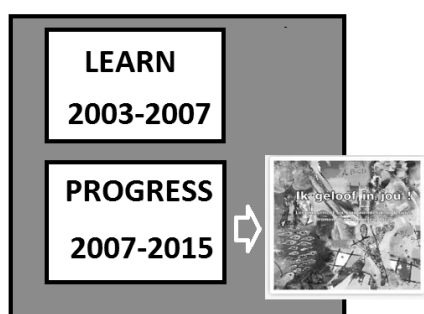 LEARN
2003-2007
PROGRESS
2007-2015
Ik geloof in jou !